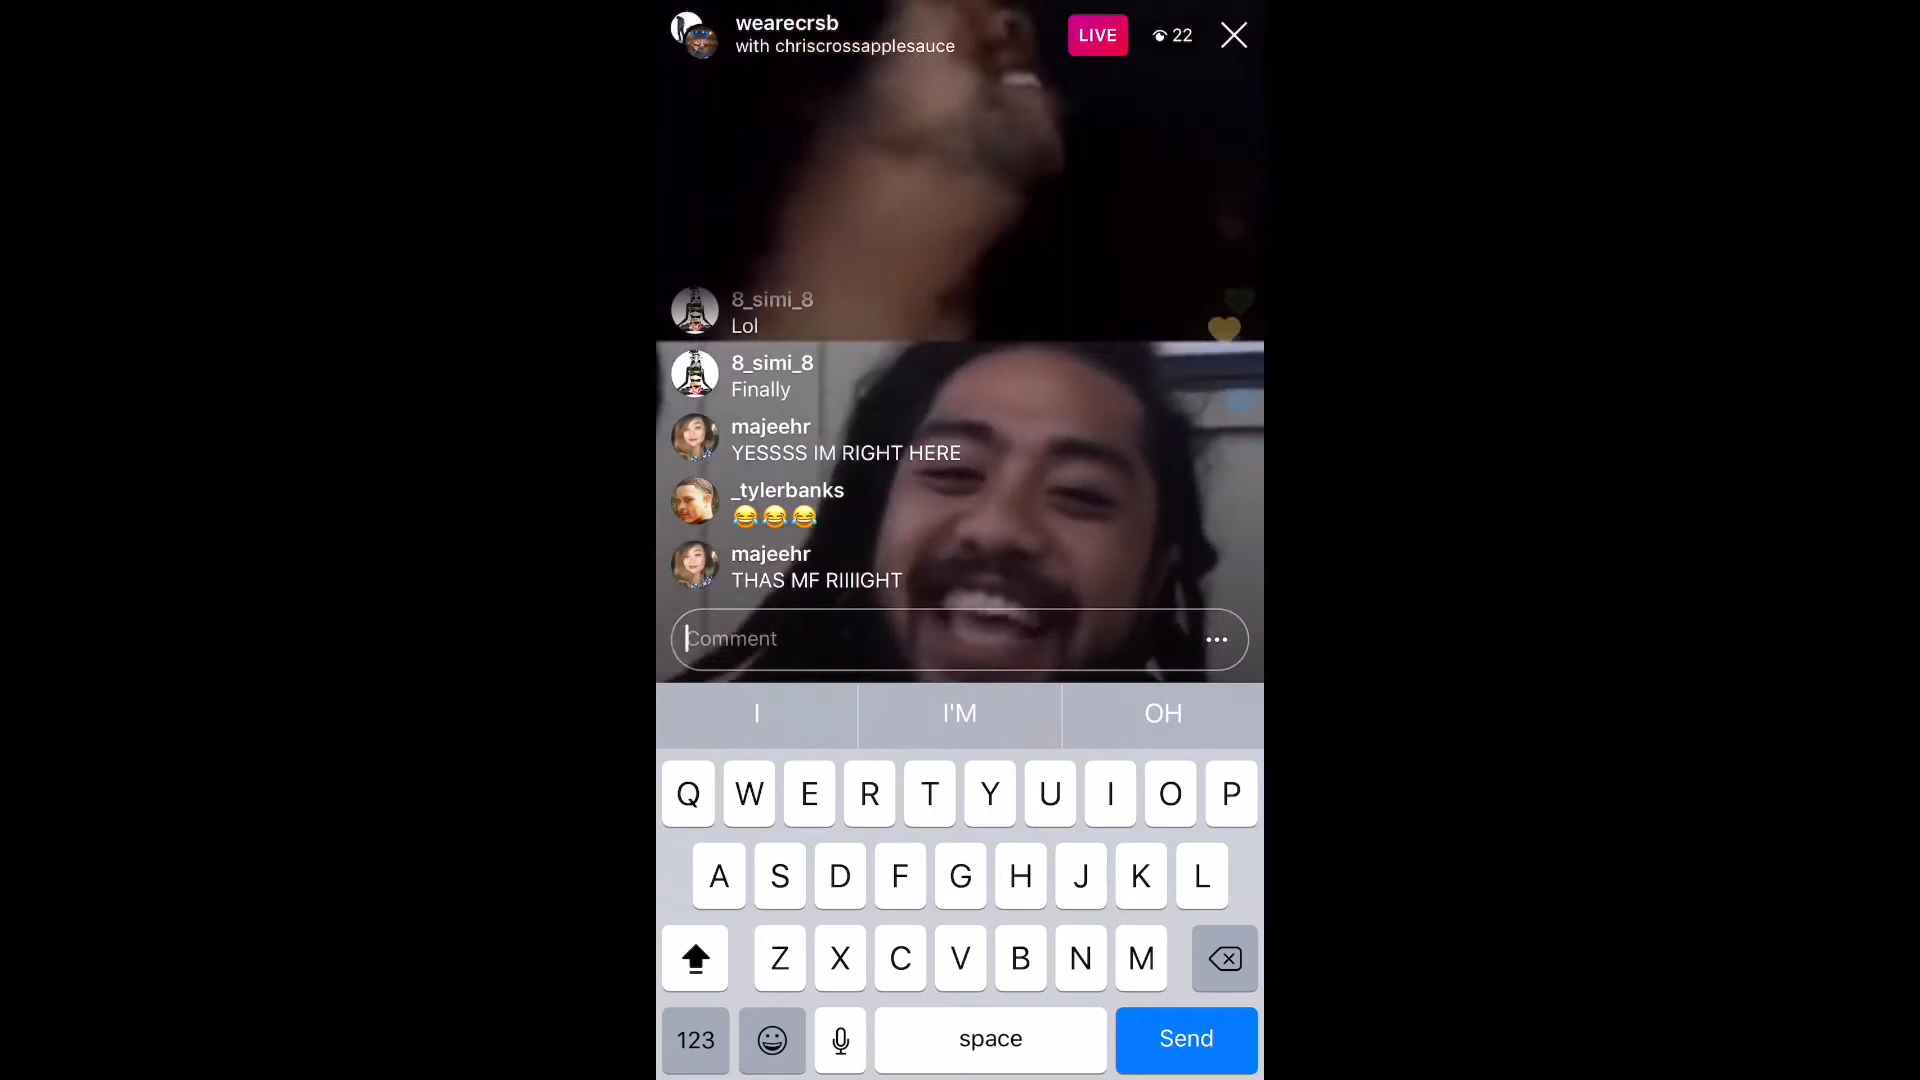 wearecrsb
with chriscrossapplesauce
LIVE
22
8_simi_8
Lol
8_simi_8
Finally
majeehr
YESSSS IM RIGHT HERE
_tylerbanks
😂😂😂
majeehr
THAS MF RIIIIGHT
Comment
I I'M OH
Q W E R T Y U I O P
A S D F G H J K L
Z X C V B N M
123 space Send